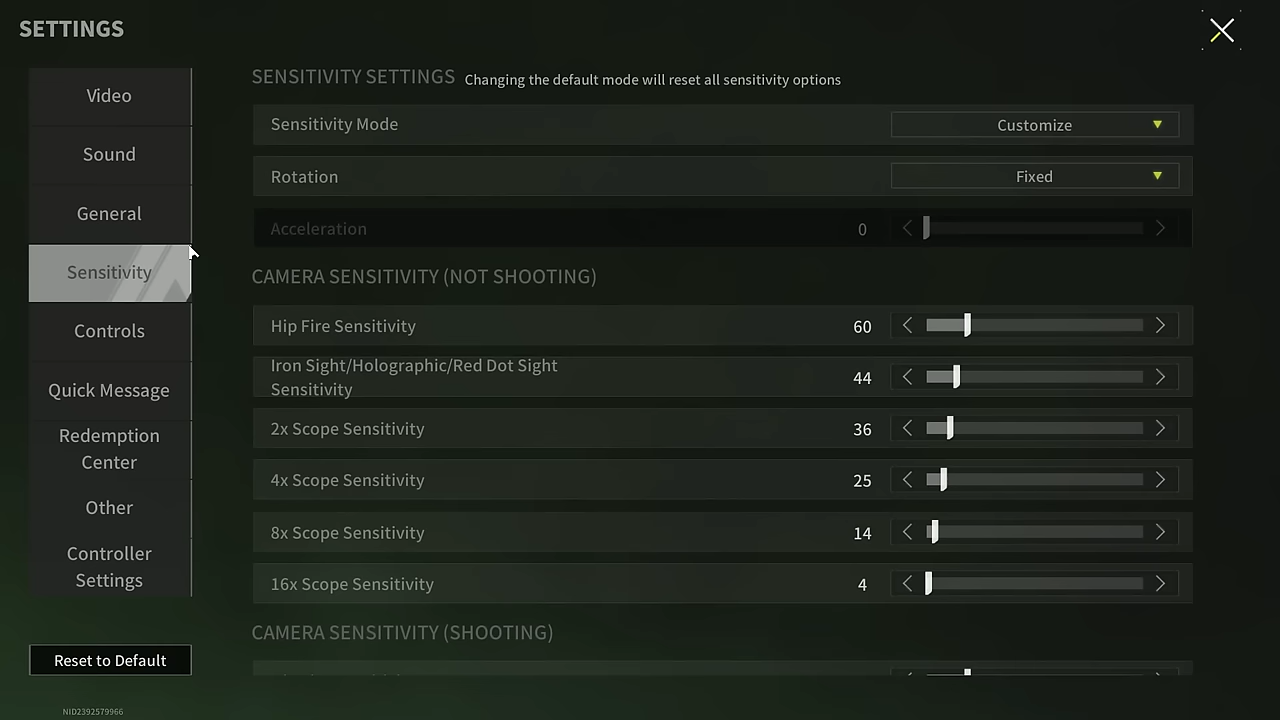 SETTINGS
Video
Sound
General
Sensitivity
Controls
Quick Message
Redemption
Center
Other
Controller
Settings
Reset to Default
NID2392579966
SENSITIVITY SETTINGS Changing the default mode will reset all sensitivity options
Sensitivity Mode Customize
Rotation Fixed
Acceleration 0
CAMERA SENSITIVITY (NOT SHOOTING)
Hip Fire Sensitivity 60
Iron Sight/Holographic/Red Dot Sight
Sensitivity 44
2x Scope Sensitivity 36
4x Scope Sensitivity 25
8x Scope Sensitivity 14
16x Scope Sensitivity 4
CAMERA SENSITIVITY (SHOOTING)